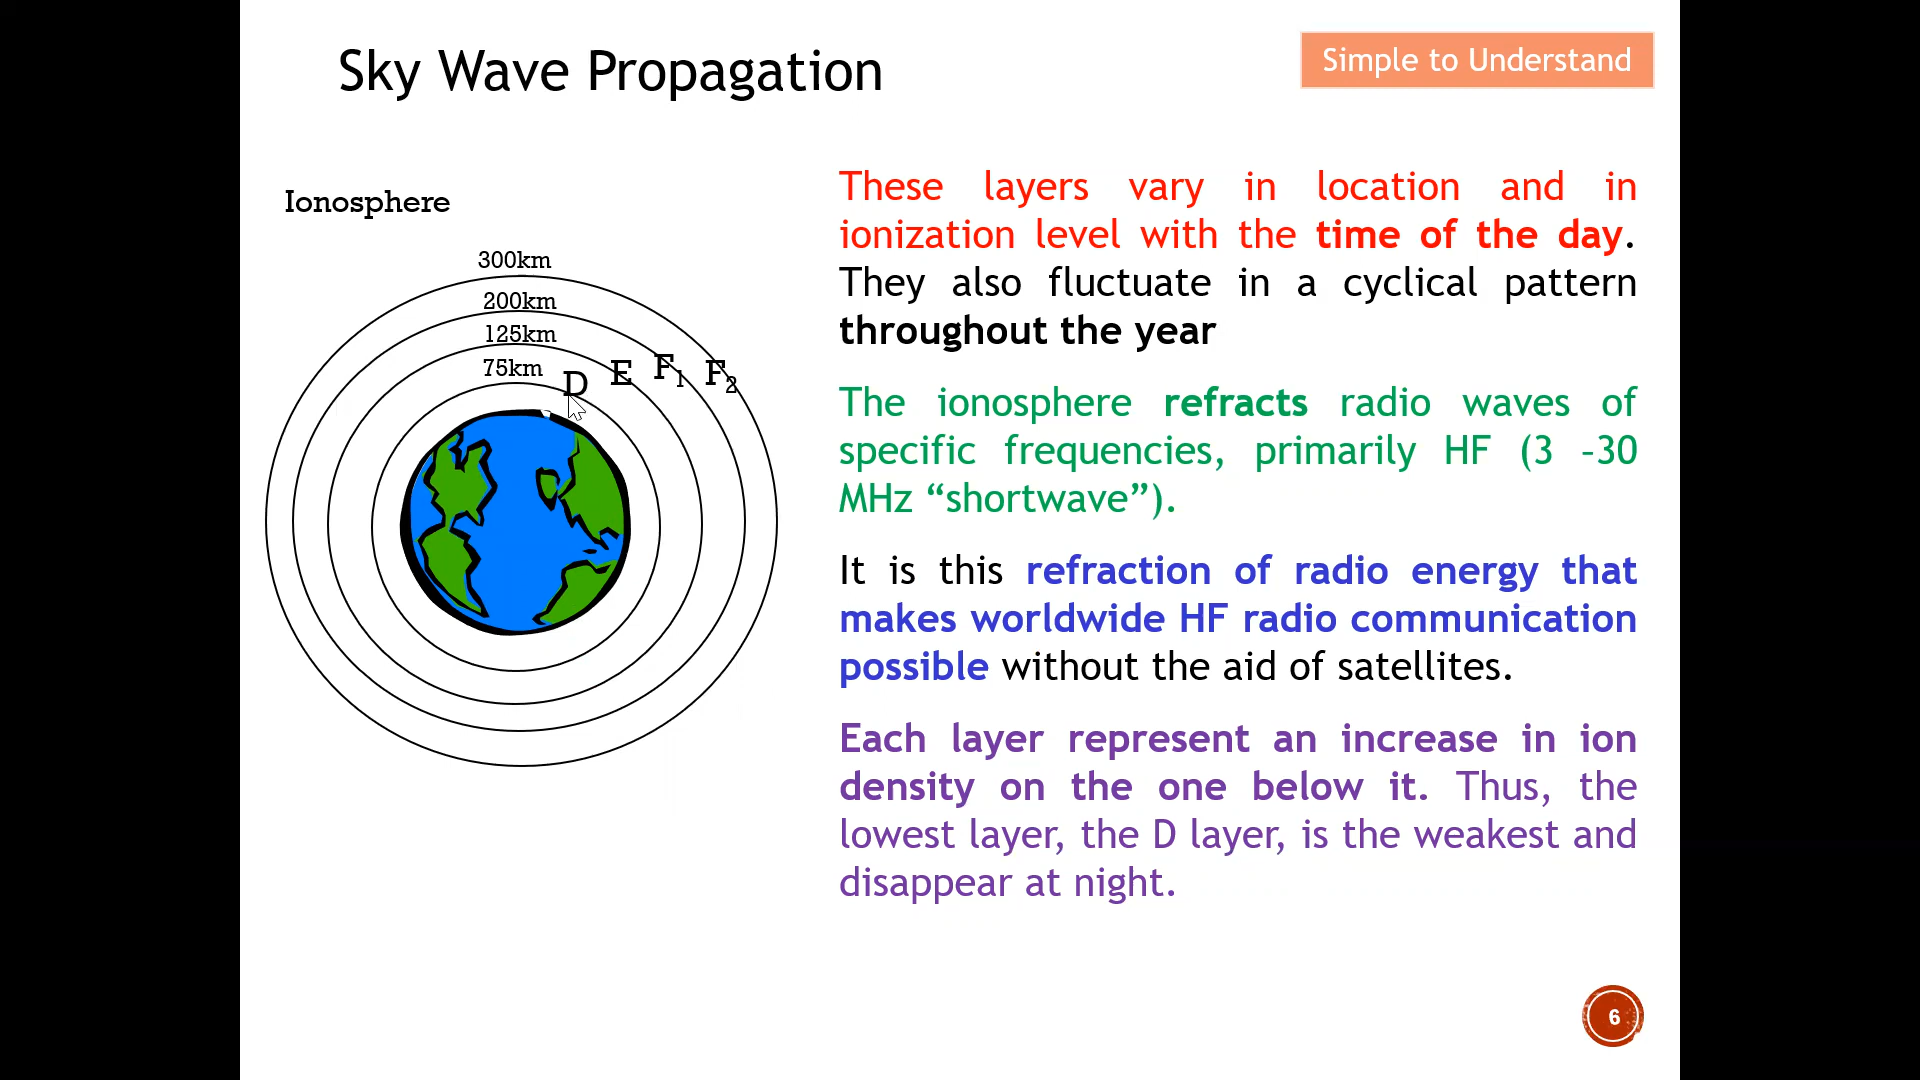 Sky Wave Propagation
Simple to Understand
Ionosphere
300km
200km
125km
75km
D E F1 F2
These layers vary in location and in
ionization level with the time of the day.
They also fluctuate in a cyclical pattern
throughout the year
The ionosphere refracts radio waves of
specific frequencies, primarily HF (3 –30
MHz “shortwave”).
It is this refraction of radio energy that
makes worldwide HF radio communication
possible without the aid of satellites.
Each layer represent an increase in ion
density on the one below it. Thus, the
lowest layer, the D layer, is the weakest and
disappear at night.
6